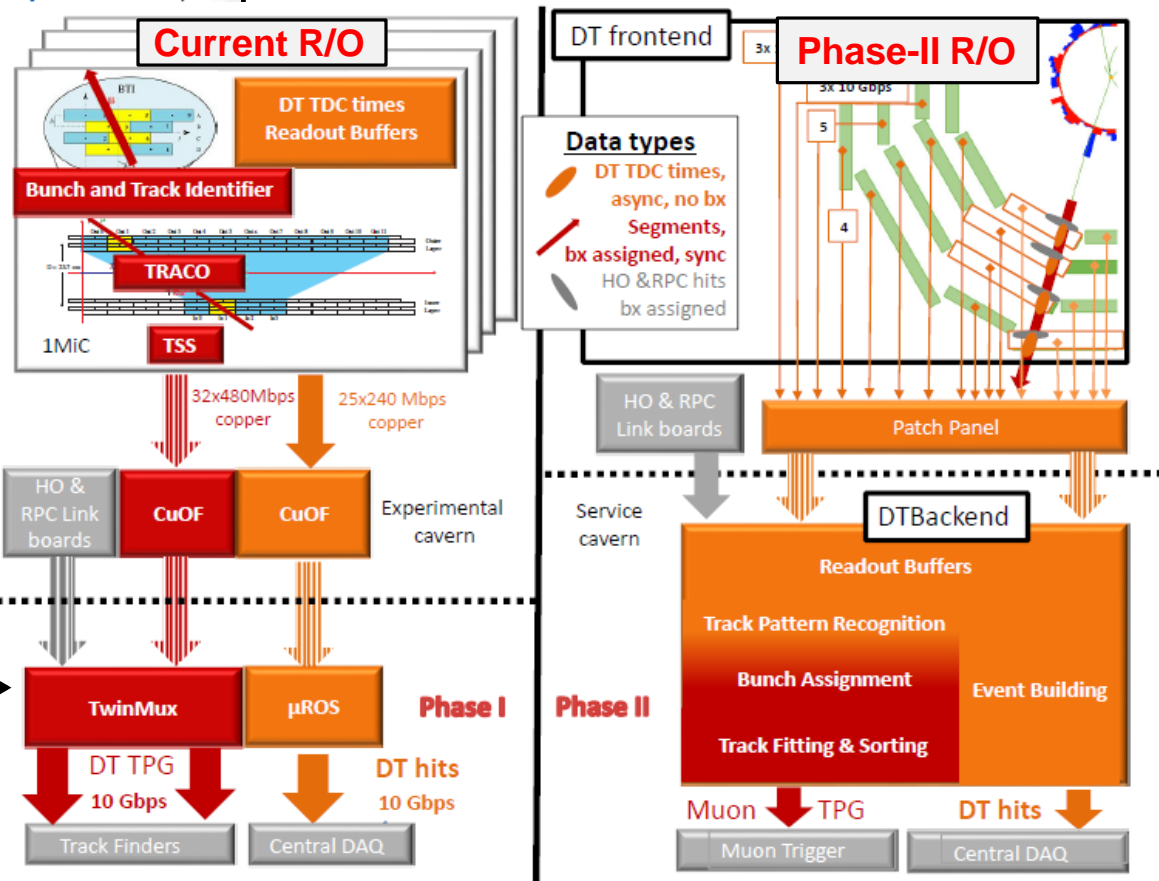 Current R/O
BTI
DT TDC times
Readout Buffers
Bunch and Track Identifier
Outer
Layer
TRACO
Inner
Layer
1MiC
TSS
32x480Mbps
copper
25x240 Mbps
copper
HO &
RPC Link
boards
CuOF
CuOF
Experimental
cavern
TwinMux
µROS
Phase I
DT TPG
10 Gbps
DT hits
10 Gbps
Track Finders
Central DAQ
DT frontend
3x
Phase-II R/O
3x 10 Gbps
5
4
Data types
DT TDC times,
async, no bx
Segments,
bx assigned, sync
HO &RPC hits
bx assigned
HO & RPC
Link boards
Patch Panel
Service
cavern
DTBackend
Readout Buffers
Track Pattern Recognition
Bunch Assignment
Event Building
Track Fitting & Sorting
Phase II
Muon TPG
DT hits
Muon Trigger
Central DAQ